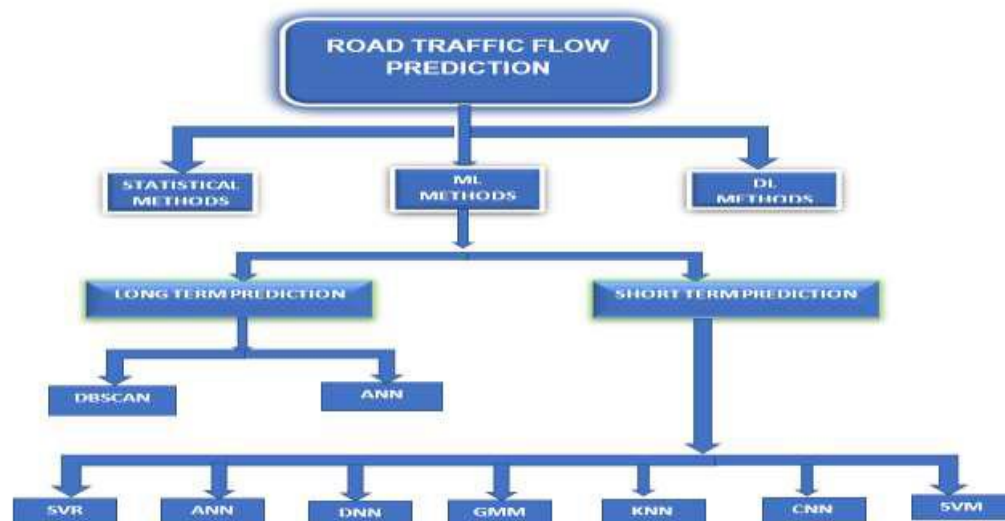 ROAD TRAFFIC FLOW
PREDICTION
STATISTICAL
METHODS
ML
METHODS
DL
METHODS
LONG TERM PREDICTION
SHORT TERM PREDICTION
DBSCAN
ANN
SVR
ANN
DNN
GMM
KNN
CNN
SVM